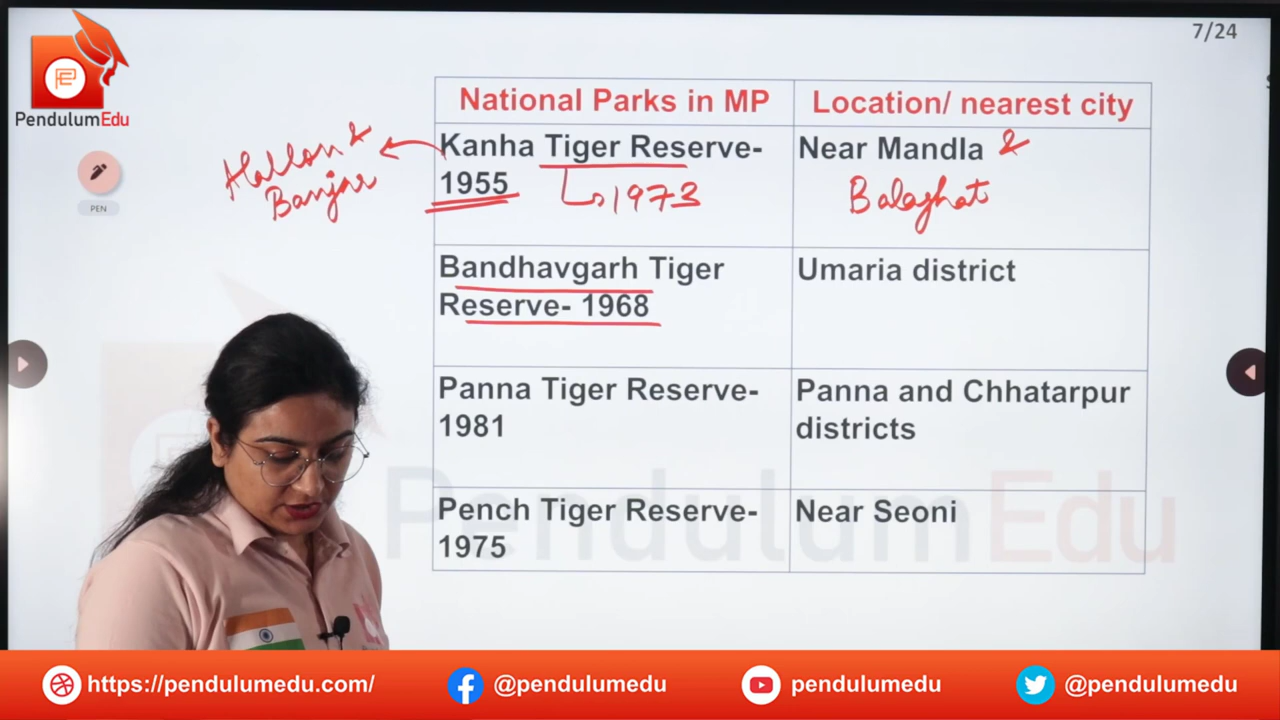 7/24
PendulumEdu
PEN
National Parks in MP
Location/ nearest city
Hallon &
Banjar
Kanha Tiger Reserve-
1955
1973
Near Mandla &
Balaghat
Bandhavgarh Tiger
Reserve- 1968
Umaria district
Panna Tiger Reserve-
1981
Panna and Chhatarpur
districts
Pench Tiger Reserve-
1975
Near Seoni
PendulumEdu
https://pendulumedu.com/
@pendulumedu
pendulumedu
@pendulumedu